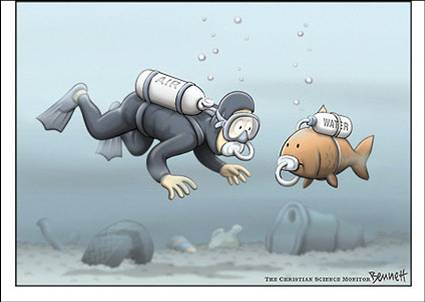 AIR
WATER
THE CHRISTIAN SCIENCE MONITOR Bennett